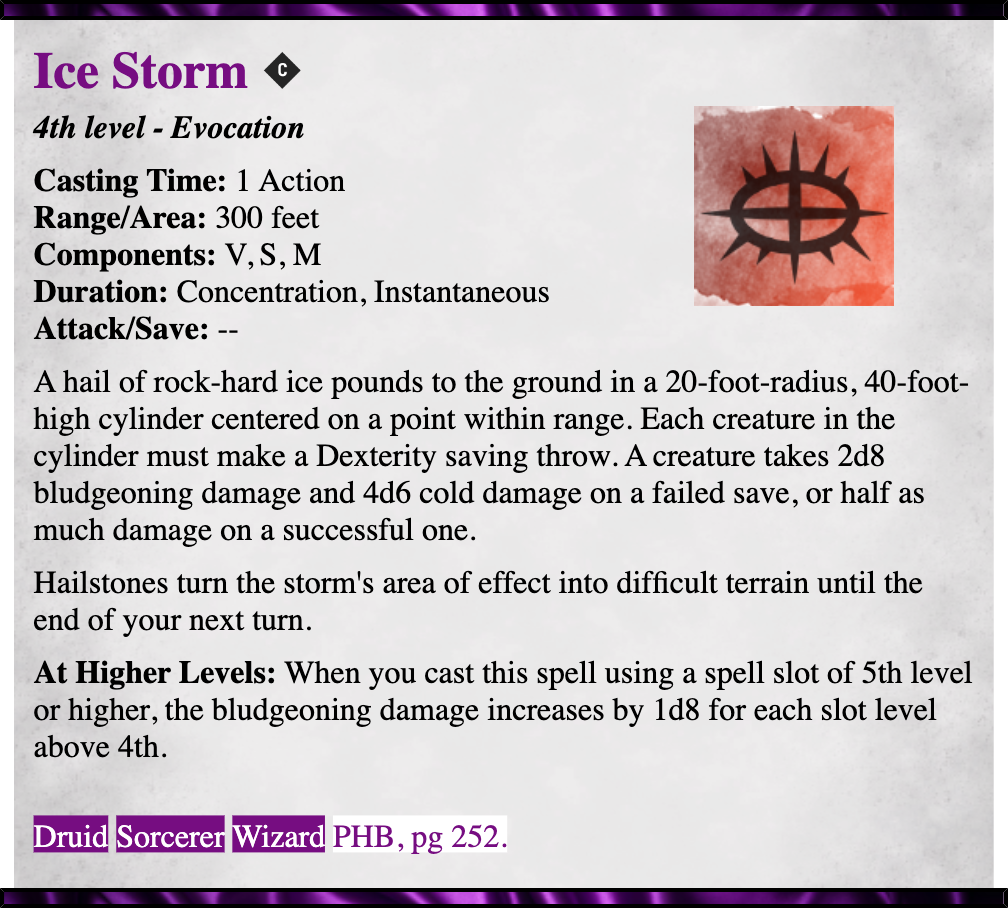 Ice Storm C
4th level - Evocation
Casting Time: 1 Action
Range/Area: 300 feet
Components: V, S, M
Duration: Concentration, Instantaneous
Attack/Save: --
A hail of rock-hard ice pounds to the ground in a 20-foot-radius, 40-foot-
high cylinder centered on a point within range. Each creature in the
cylinder must make a Dexterity saving throw. A creature takes 2d8
bludgeoning damage and 4d6 cold damage on a failed save, or half as
much damage on a successful one.
Hailstones turn the storm's area of effect into difficult terrain until the
end of your next turn.
At Higher Levels: When you cast this spell using a spell slot of 5th level
or higher, the bludgeoning damage increases by 1d8 for each slot level
above 4th.
Druid Sorcerer Wizard PHB, pg 252.